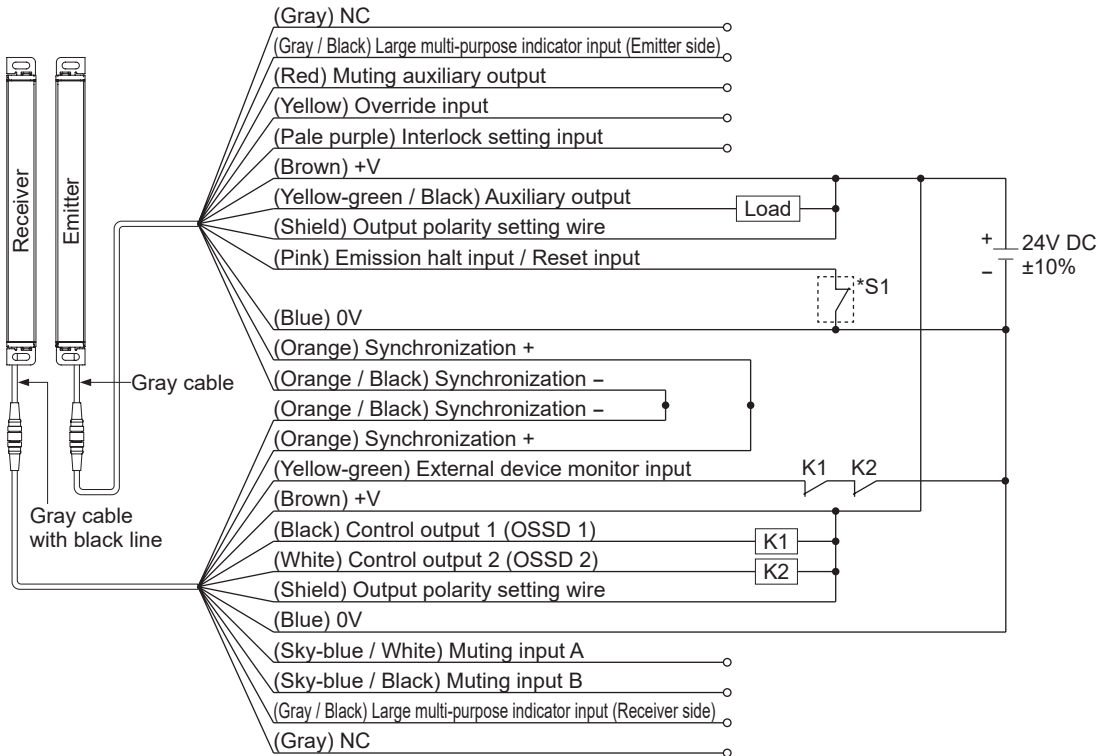 (Gray) NC
(Gray / Black) Large multi-purpose indicator input (Emitter side)
(Red) Muting auxiliary output
(Yellow) Override input
(Pale purple) Interlock setting input
(Brown) +V
(Yellow-green / Black) Auxiliary output
Load
(Shield) Output polarity setting wire
(Pink) Emission halt input / Reset input
+
−
24V DC
±10%
*S1
(Blue) 0V
(Orange) Synchronization +
(Orange / Black) Synchronization −
(Orange / Black) Synchronization −
(Orange) Synchronization +
(Yellow-green) External device monitor input
K1
K2
(Brown) +V
(Black) Control output 1 (OSSD 1)
K1
(White) Control output 2 (OSSD 2)
K2
(Shield) Output polarity setting wire
(Blue) 0V
(Sky-blue / White) Muting input A
(Sky-blue / Black) Muting input B
(Gray / Black) Large multi-purpose indicator input (Receiver side)
(Gray) NC
Receiver
Emitter
Gray cable
Gray cable
with black line